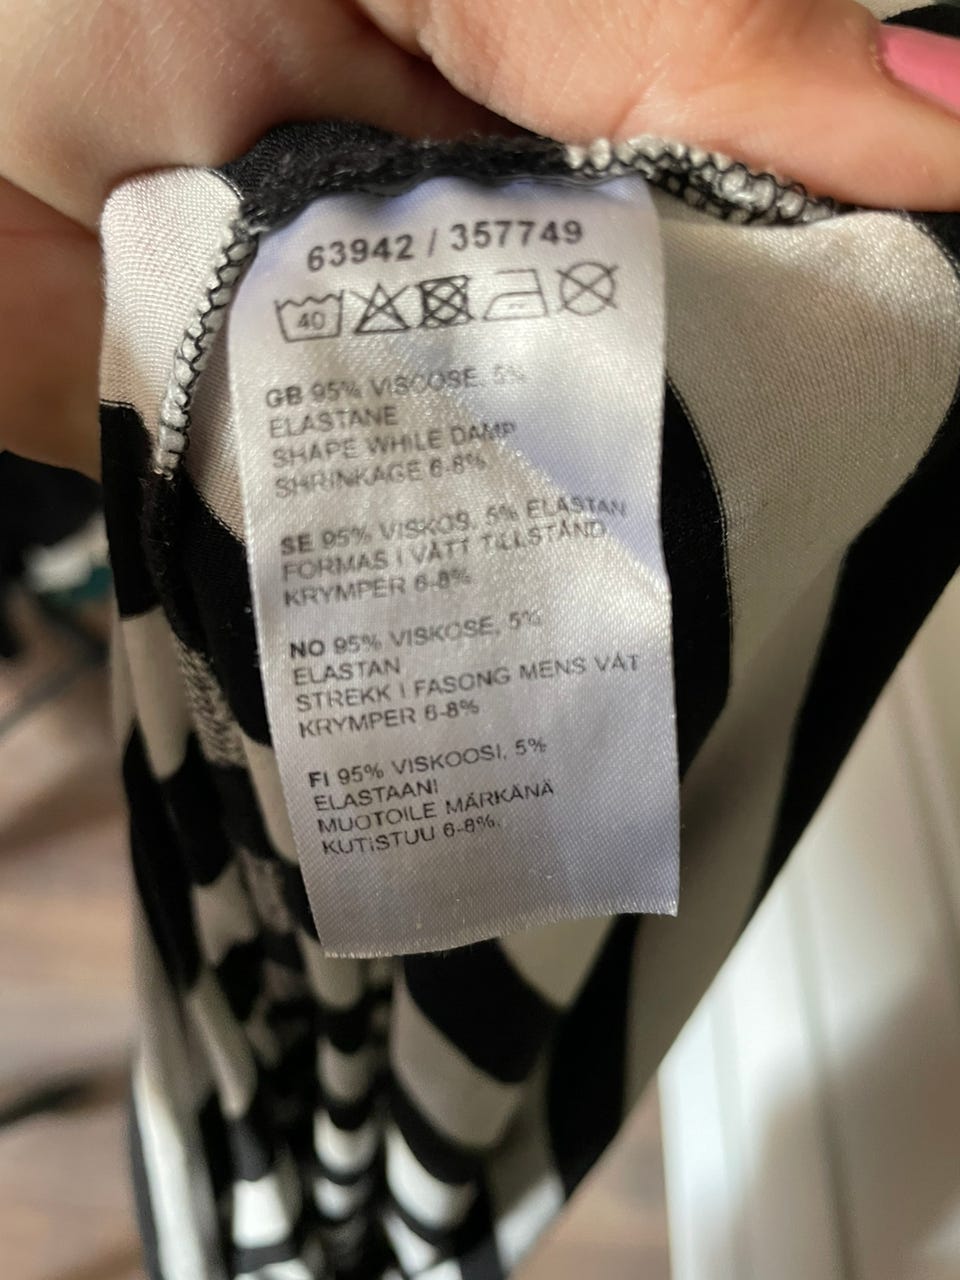 63942 / 357749
40
GB 95% VISCOSE, 5%
ELASTANE
SHAPE WHILE DAMP
SHRINKAGE 6-8%
SE 95% VISKOS, 5% ELASTAN
FORMAS I VÅTT TILLSTÅND
KRYMPER 6-8%
NO 95% VISKOSE, 5%
ELASTAN
STREKK I FASONG MENS VÅT
KRYMPER 6-8%
FI 95% VISKOOSI, 5%
ELASTAANI
MUOTOILE MÄRKÄNÄ
KUTISTUU 6-8%.